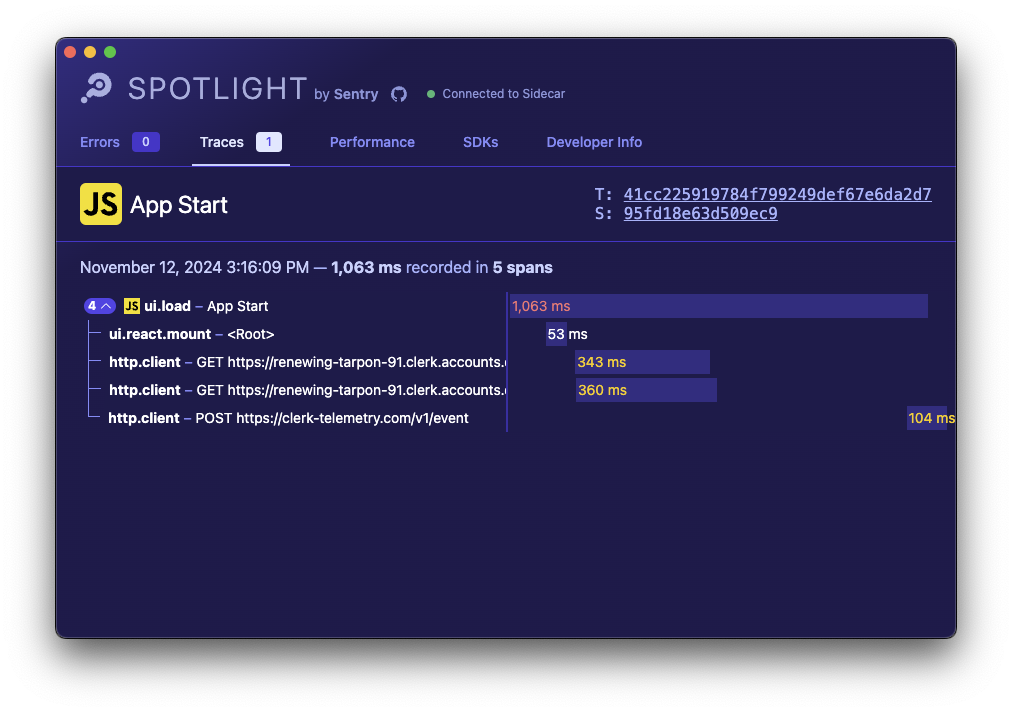 SPOTLIGHT by Sentry Connected to Sidecar
Errors 0 Traces 1 Performance SDKs Developer Info
JS App Start
T: 41cc225919784f799249def67e6da2d7
S: 95fd18e63d509ec9
November 12, 2024 3:16:09 PM — 1,063 ms recorded in 5 spans
4 JS ui.load – App Start 1,063 ms
ui.react.mount – <Root> 53 ms
http.client – GET https://renewing-tarpon-91.clerk.accounts. 343 ms
http.client – GET https://renewing-tarpon-91.clerk.accounts. 360 ms
http.client – POST https://clerk-telemetry.com/v1/event 104 ms